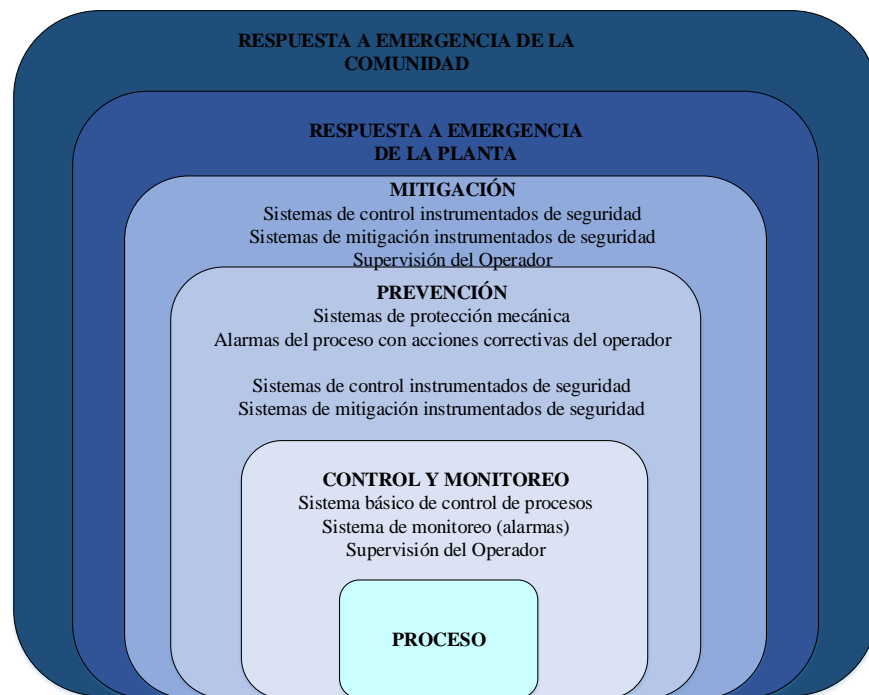 RESPUESTA A EMERGENCIA DE LA
COMUNIDAD
RESPUESTA A EMERGENCIA
DE LA PLANTA
MITIGACIÓN
Sistemas de control instrumentados de seguridad
Sistemas de mitigación instrumentados de seguridad
Supervisión del Operador
PREVENCIÓN
Sistemas de protección mecánica
Alarmas del proceso con acciones correctivas del operador
Sistemas de control instrumentados de seguridad
Sistemas de mitigación instrumentados de seguridad
CONTROL Y MONITOREO
Sistema básico de control de procesos
Sistema de monitoreo (alarmas)
Supervisión del Operador
PROCESO